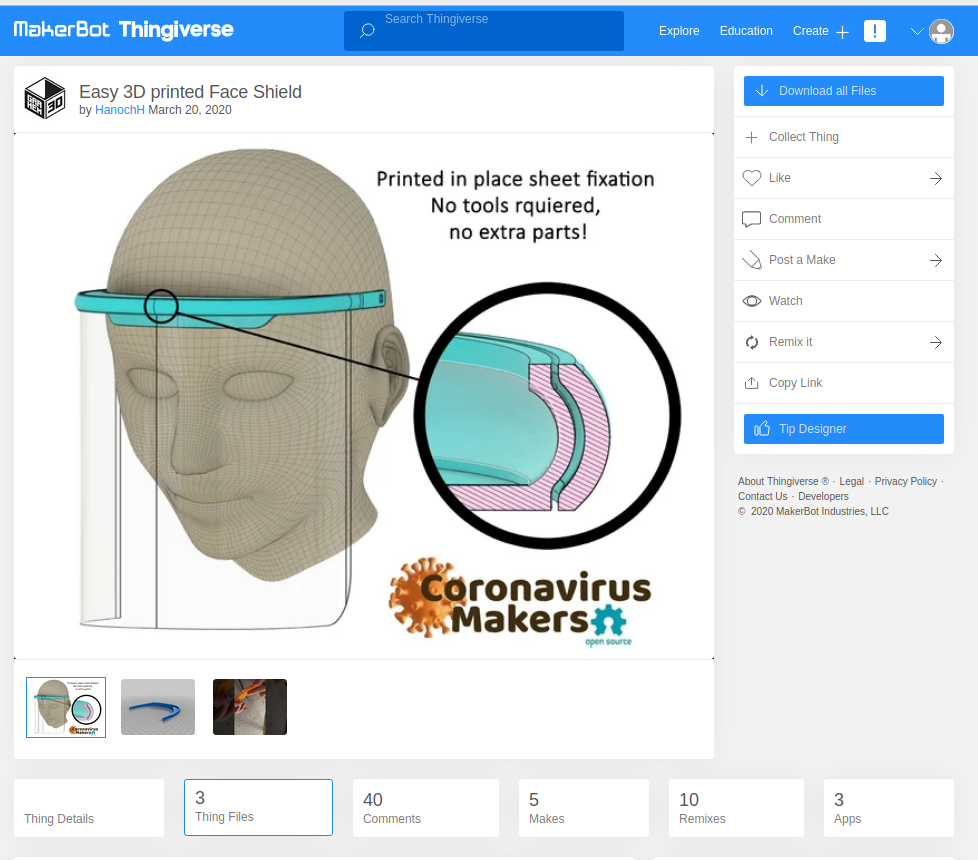 MakerBot Thingiverse
Search Thingiverse
Explore
Education
Create
!
Easy 3D printed Face Shield
by HanochH March 20, 2020
Printed in place sheet fixation
No tools rquiered,
no extra parts!
Coronavirus
Makers
open source
Download all Files
Collect Thing
Like
Comment
Post a Make
Watch
Remix it
Copy Link
Tip Designer
About Thingiverse ® · Legal · Privacy Policy ·
Contact Us · Developers
© 2020 MakerBot Industries, LLC
Thing Details
3
Thing Files
40
Comments
5
Makes
10
Remixes
3
Apps